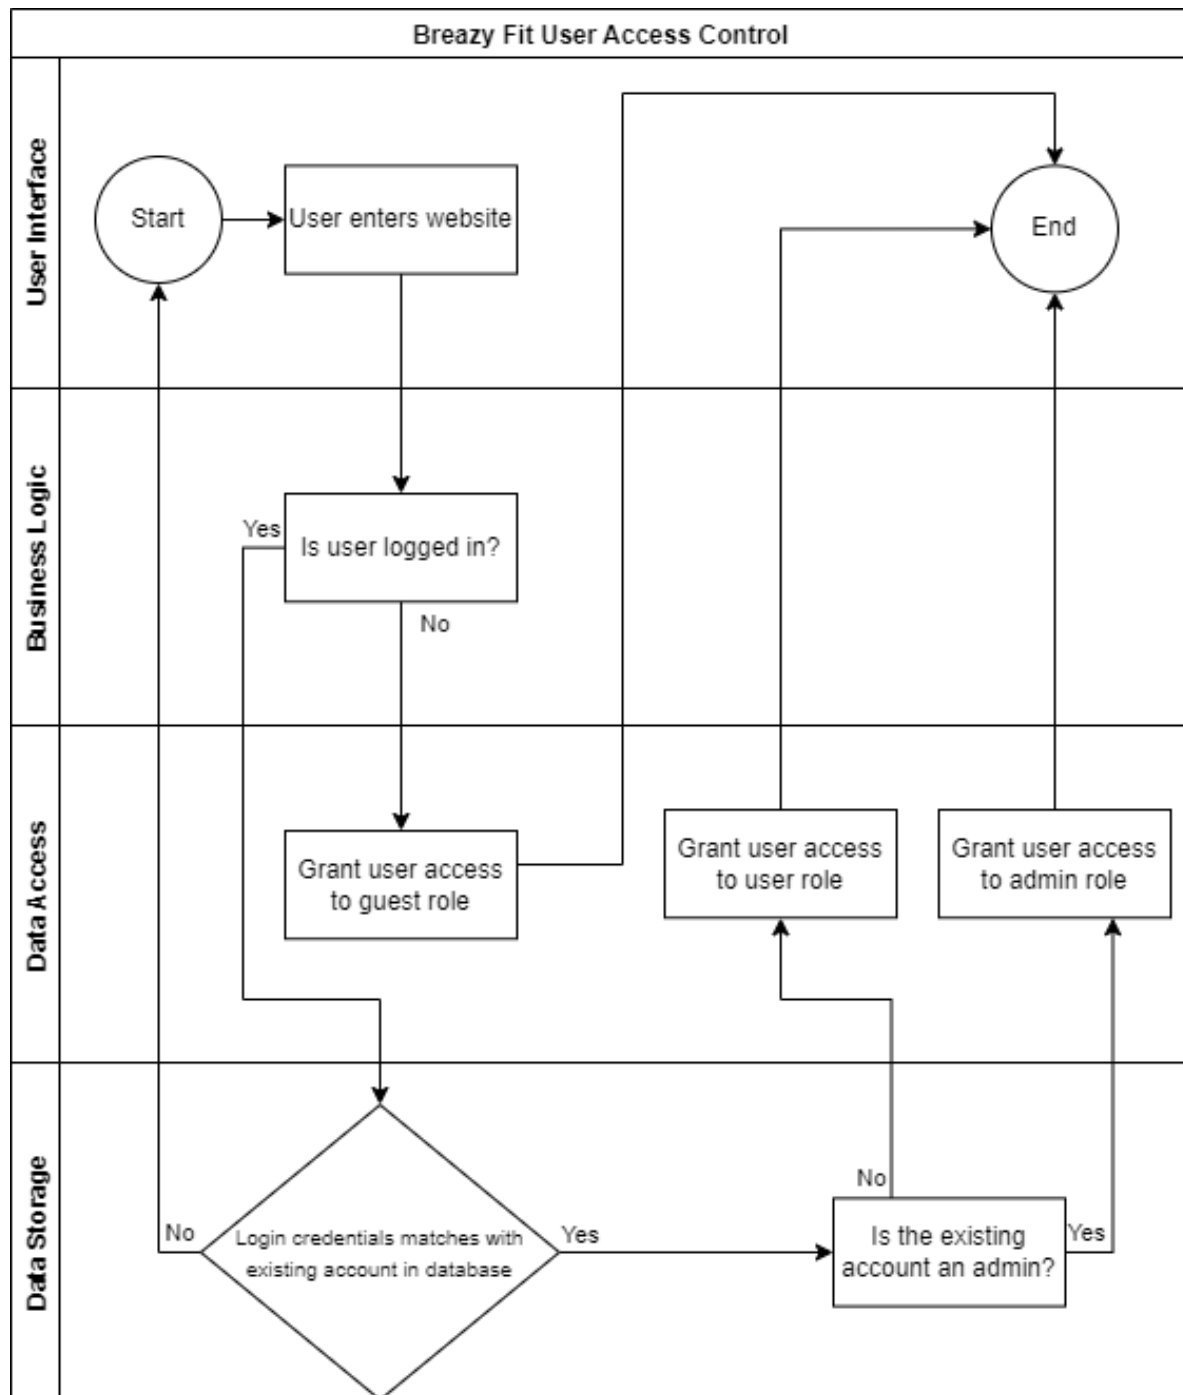 Breazy Fit User Access Control
User Interface
Start
User enters website
End
Business Logic
Yes
Is user logged in?
No
Data Access
Grant user access
to guest role
Grant user access
to user role
Grant user access
to admin role
Data Storage
No
Login credentials matches with
existing account in database
Yes
No
Is the existing
account an admin?
Yes